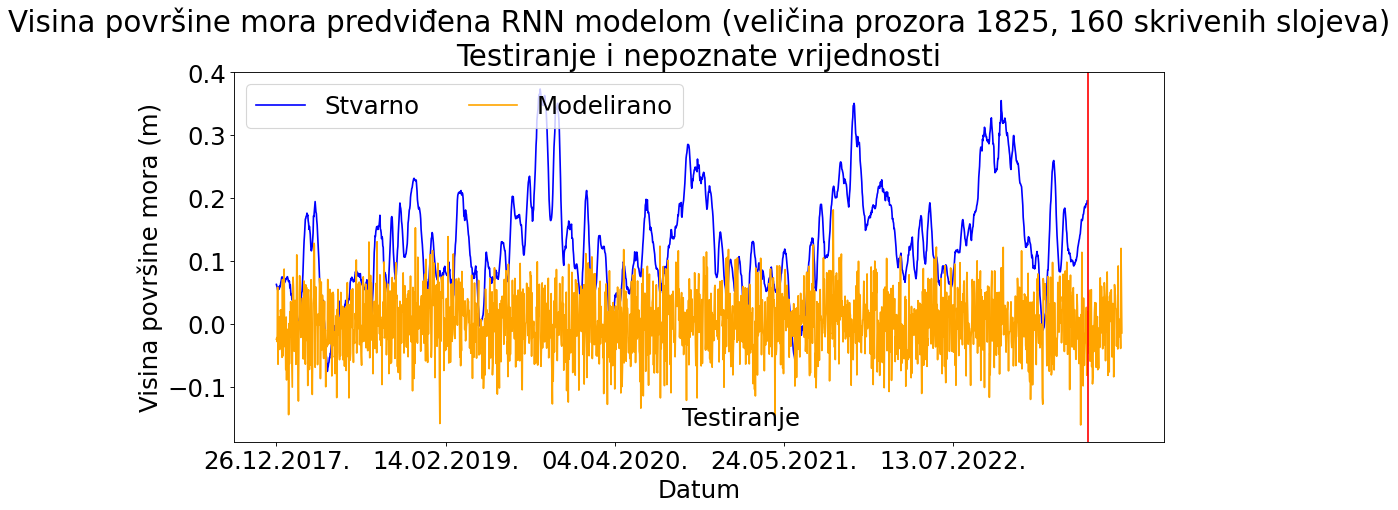 Visina površine mora predviđena RNN modelom (veličina prozora 1825, 160 skrivenih slojeva)
Testiranje i nepoznate vrijednosti
Stvarno
Modelirano
Visina površine mora (m)
0.4
0.3
0.2
0.1
0.0
−0.1
Testiranje
26.12.2017.
14.02.2019.
04.04.2020.
24.05.2021.
13.07.2022.
Datum